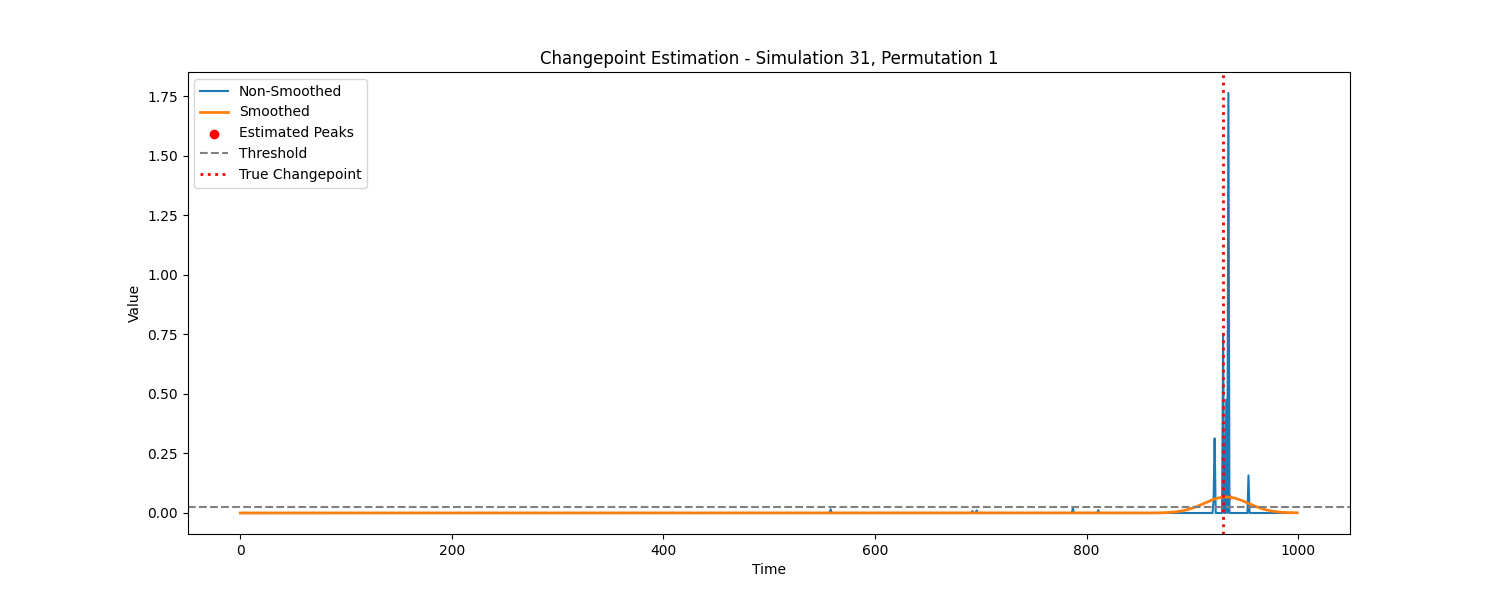 Changepoint Estimation - Simulation 31, Permutation 1
Non-Smoothed
Smoothed
Estimated Peaks
Threshold
True Changepoint
1.75
1.50
1.25
1.00
0.75
0.50
0.25
0.00
Value
0 200 400 600 800 1000
Time